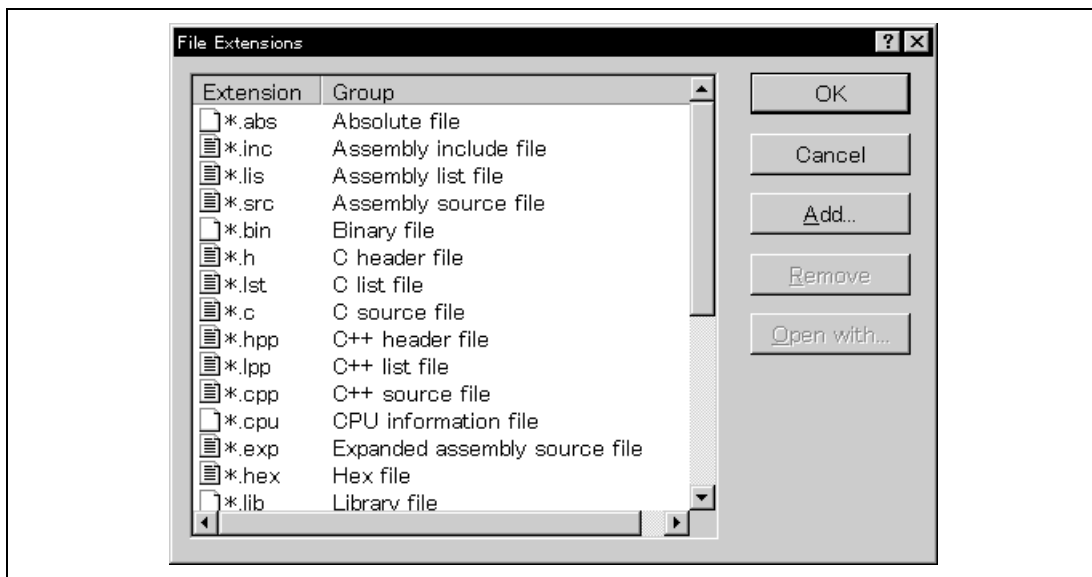 File Extensions
Extension Group
*.abs Absolute file
*.inc Assembly include file
*.lis Assembly list file
*.src Assembly source file
*.bin Binary file
*.h C header file
*.lst C list file
*.c C source file
*.hpp C++ header file
*.lpp C++ list file
*.cpp C++ source file
*.cpu CPU information file
*.exp Expanded assembly source file
*.hex Hex file
*.lib Library file
OK
Cancel
Add...
Remove
Open with...